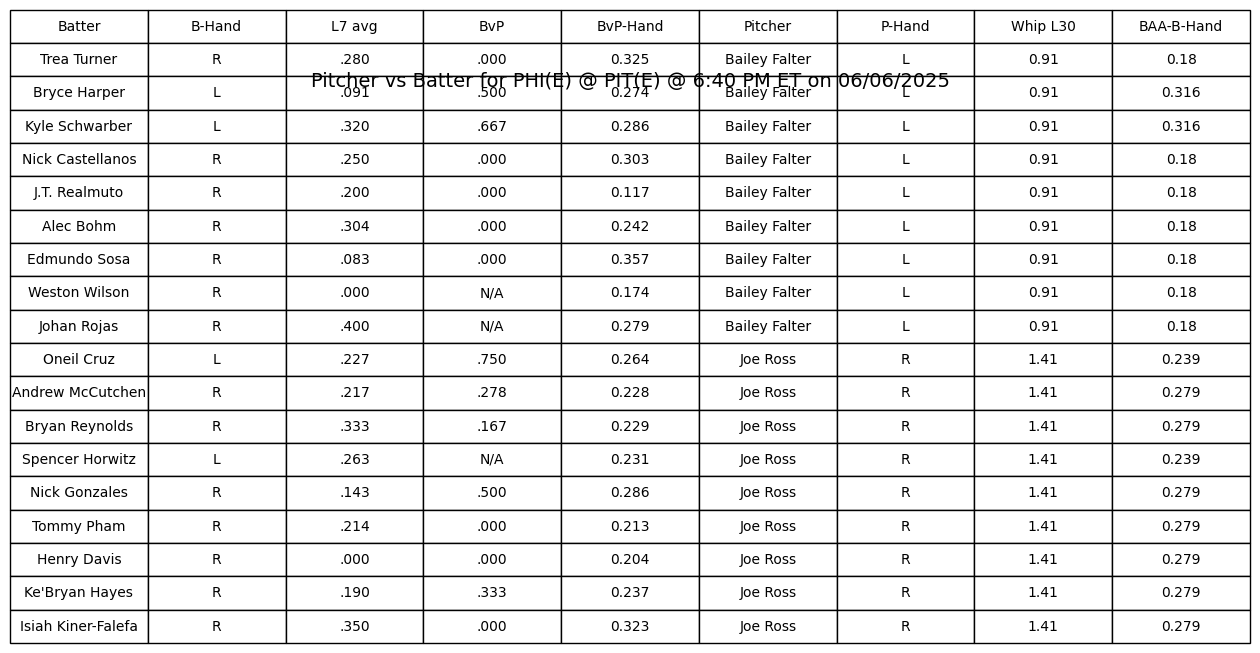 Batter B-Hand L7 avg BvP BvP-Hand Pitcher P-Hand Whip L30 BAA-B-Hand
Trea Turner R .280 .000 0.325 Bailey Falter L 0.91 0.18
Pitcher vs Batter for PHI(E) @ PIT(E) @ 6:40 PM ET on 06/06/2025
Bryce Harper L .091 .500 0.274 Bailey Falter L 0.91 0.316
Kyle Schwarber L .320 .667 0.286 Bailey Falter L 0.91 0.316
Nick Castellanos R .250 .000 0.303 Bailey Falter L 0.91 0.18
J.T. Realmuto R .200 .000 0.117 Bailey Falter L 0.91 0.18
Alec Bohm R .304 .000 0.242 Bailey Falter L 0.91 0.18
Edmundo Sosa R .083 .000 0.357 Bailey Falter L 0.91 0.18
Weston Wilson R .000 N/A 0.174 Bailey Falter L 0.91 0.18
Johan Rojas R .400 N/A 0.279 Bailey Falter L 0.91 0.18
Oneil Cruz L .227 .750 0.264 Joe Ross R 1.41 0.239
Andrew McCutchen R .217 .278 0.228 Joe Ross R 1.41 0.279
Bryan Reynolds R .333 .167 0.229 Joe Ross R 1.41 0.279
Spencer Horwitz L .263 N/A 0.231 Joe Ross R 1.41 0.239
Nick Gonzales R .143 .500 0.286 Joe Ross R 1.41 0.279
Tommy Pham R .214 .000 0.213 Joe Ross R 1.41 0.279
Henry Davis R .000 .000 0.204 Joe Ross R 1.41 0.279
Ke'Bryan Hayes R .190 .333 0.237 Joe Ross R 1.41 0.279
Isiah Kiner-Falefa R .350 .000 0.323 Joe Ross R 1.41 0.279